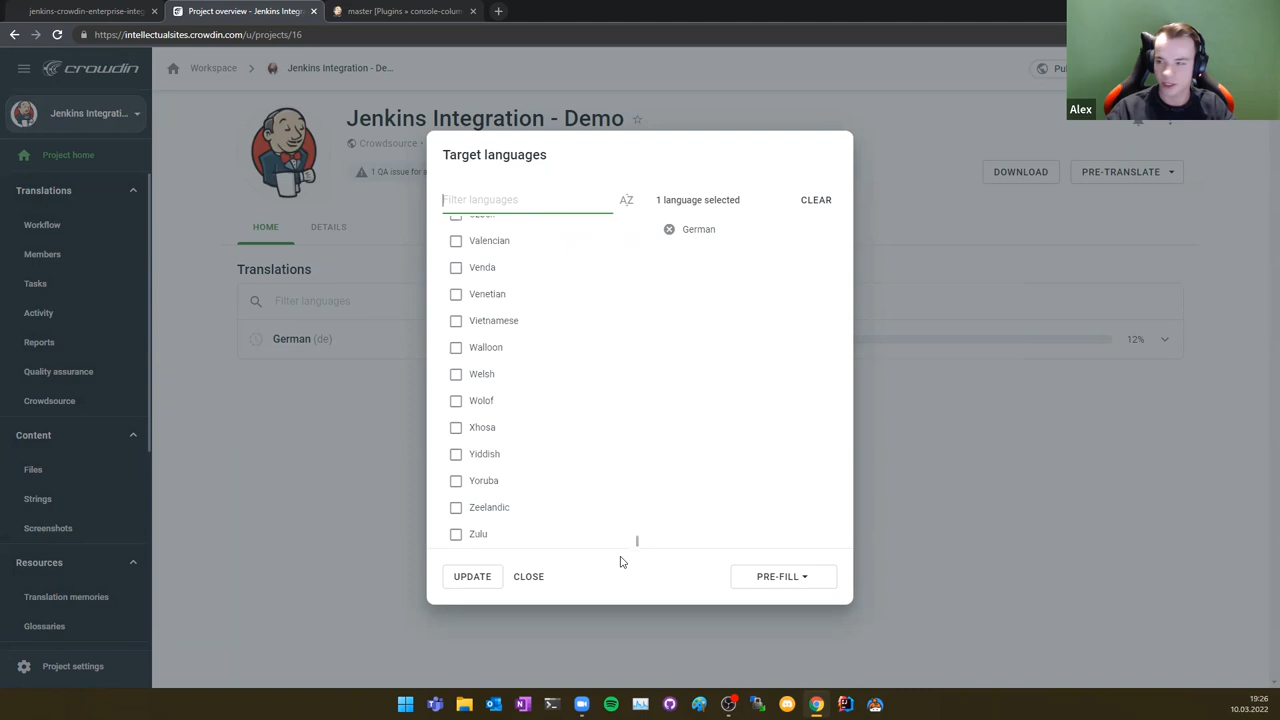 jenkins-crowdin-enterprise-integ
Project overview - Jenkins Integr
master [Plugins » console-colum
https://intellectualsites.crowdin.com/u/projects/16
Alex
crowdin
Workspace
Jenkins Integration - De...
Jenkins Integrati...
Jenkins Integration - Demo
Crowdsource
1 QA issue for a
DOWNLOAD
PRE-TRANSLATE
Project home
Translations
Workflow
Members
Tasks
Activity
Reports
Quality assurance
Crowdsource
Content
Files
Strings
Screenshots
Resources
Translation memories
Glossaries
Project settings
HOME
DETAILS
Translations
Filter languages
German (de)
12%
Target languages
Filter languages
AZ
1 language selected
CLEAR
German
Valencian
Venda
Venetian
Vietnamese
Walloon
Welsh
Wolof
Xhosa
Yiddish
Yoruba
Zeelandic
Zulu
UPDATE
CLOSE
PRE-FILL
19:26
10.03.2022